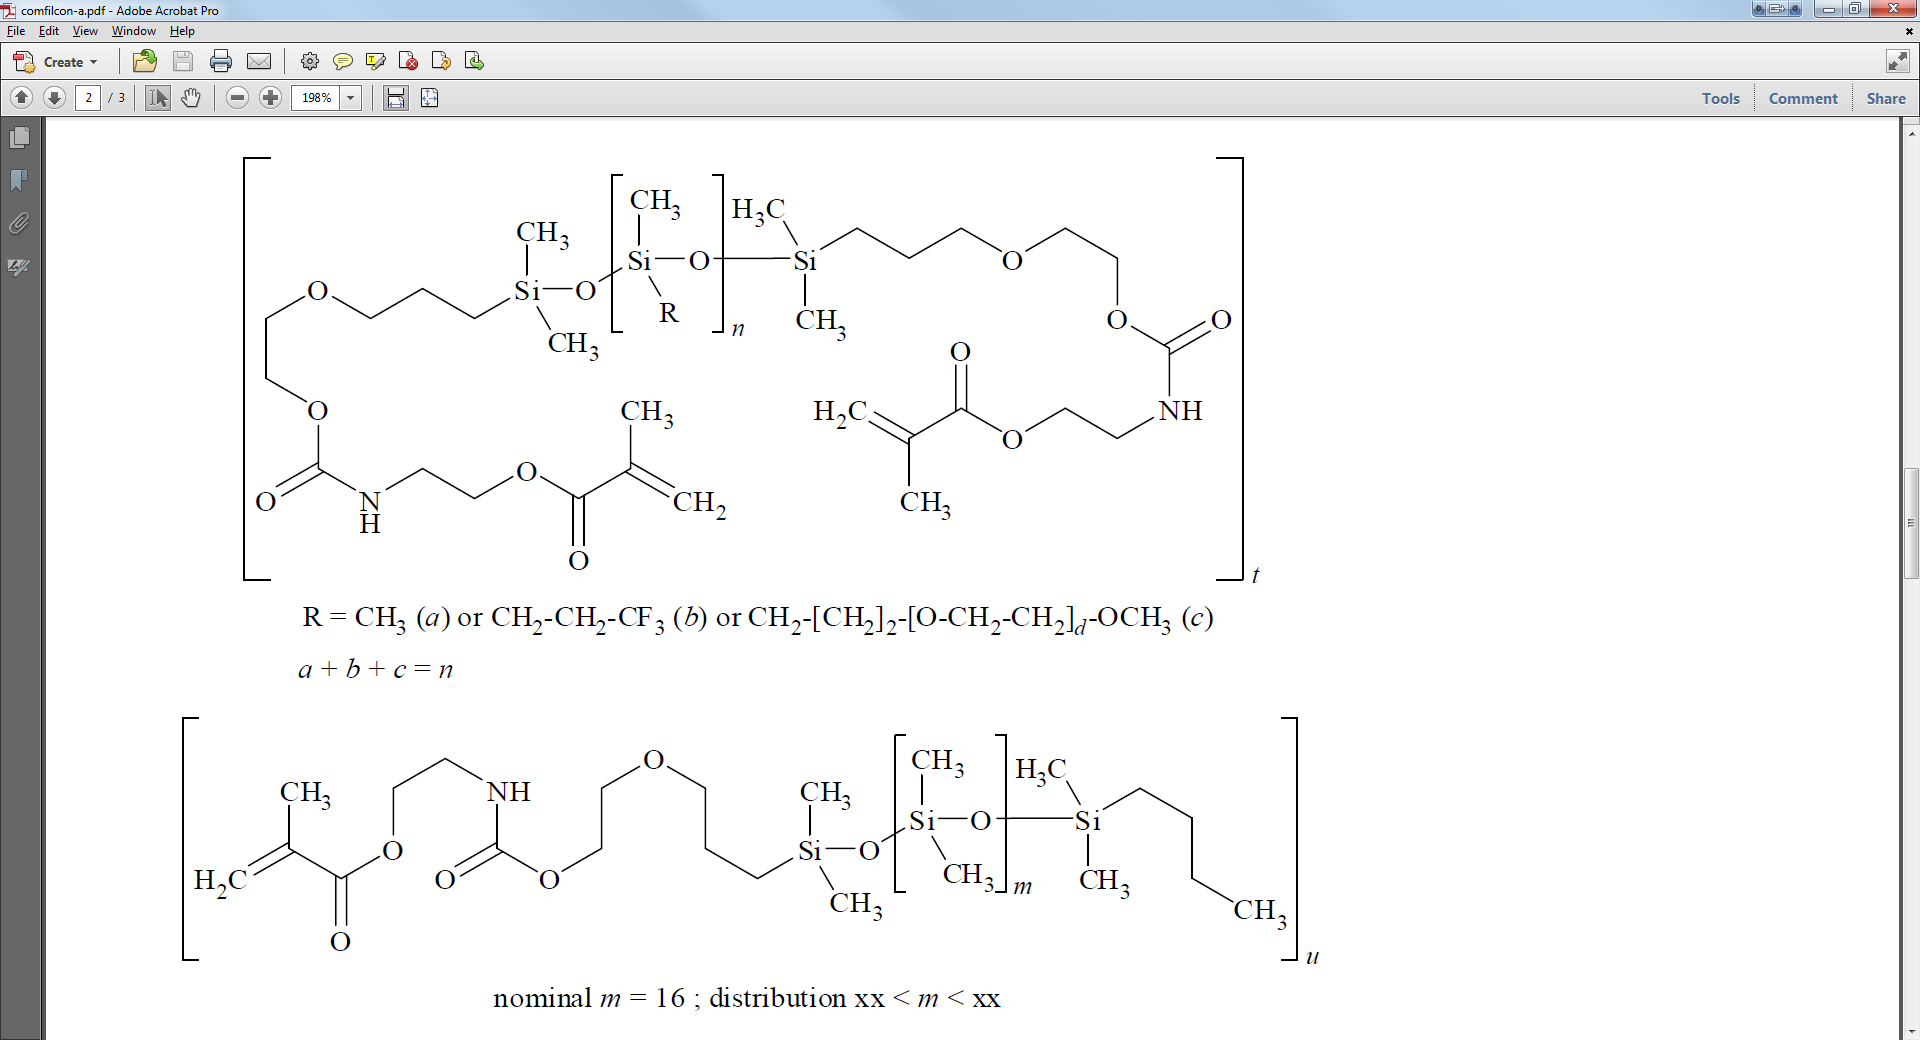 comfilcon-a.pdf - Adobe Acrobat Pro
File Edit View Window Help
Create
2 / 3 198% Tools Comment Share
CH3 H3C
CH3
Si O Si
O Si O O
R
CH3 n CH3 O O
O
O CH3 H2C NH
O
O
O N
H CH2 CH3
O
t
R = CH3 (a) or CH2-CH2-CF3 (b) or CH2-[CH2]2-[O-CH2-CH2]d-OCH3 (c)
a + b + c = n
O CH3 H3C
CH3 NH CH3
Si O Si
O Si O
H2C O O CH3 m CH3
CH3 CH3
O
u
nominal m = 16 ; distribution xx < m < xx